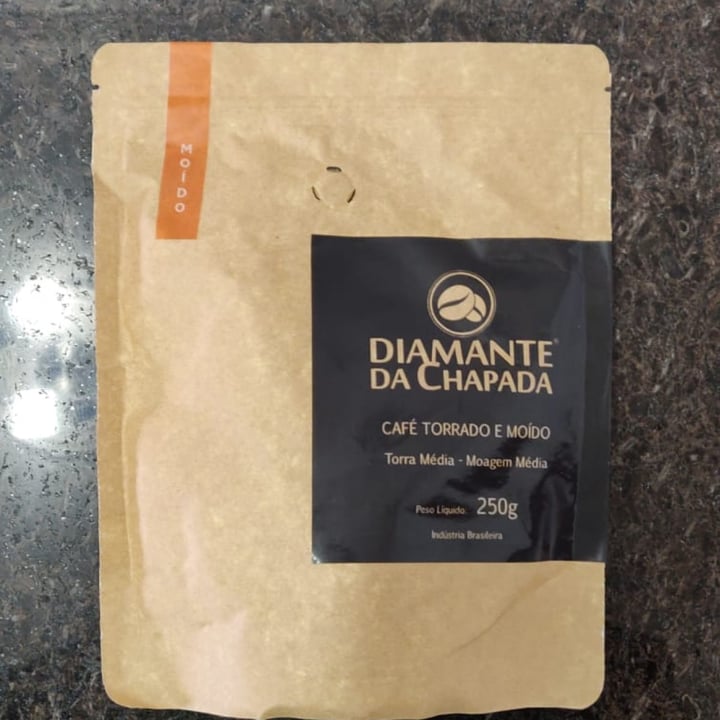 MOÍDO
DIAMANTE
DA CHAPADA
CAFÉ TORRADO E MOÍDO
Torra Média - Moagem Média
Peso Líquido: 250g
Indústria Brasileira